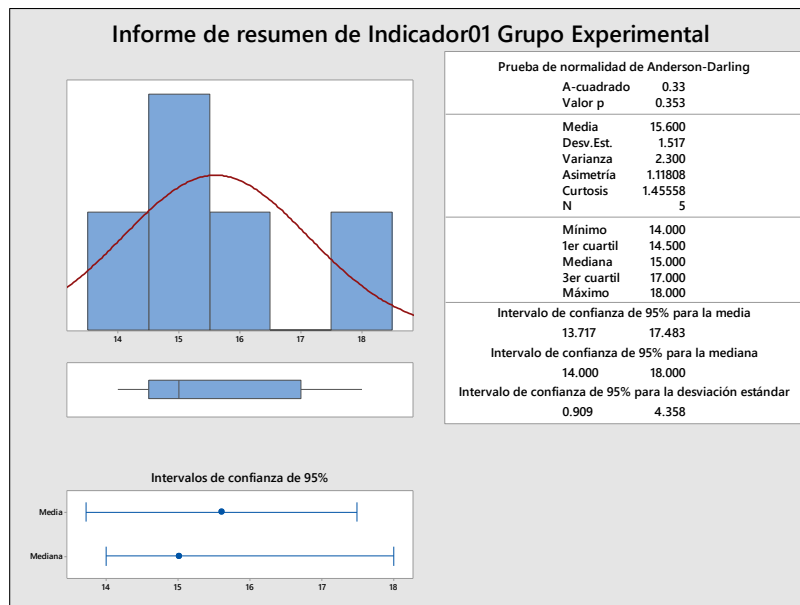 Informe de resumen de Indicador01 Grupo Experimental
14 15 16 17 18
Intervalos de confianza de 95%
Media
Mediana
14 15 16 17 18
Prueba de normalidad de Anderson-Darling
A-cuadrado 0.33
Valor p 0.353
Media 15.600
Desv.Est. 1.517
Varianza 2.300
Asimetría 1.11808
Curtosis 1.45558
N 5
Mínimo 14.000
1er cuartil 14.500
Mediana 15.000
3er cuartil 17.000
Máximo 18.000
Intervalo de confianza de 95% para la media
13.717 17.483
Intervalo de confianza de 95% para la mediana
14.000 18.000
Intervalo de confianza de 95% para la desviación estándar
0.909 4.358